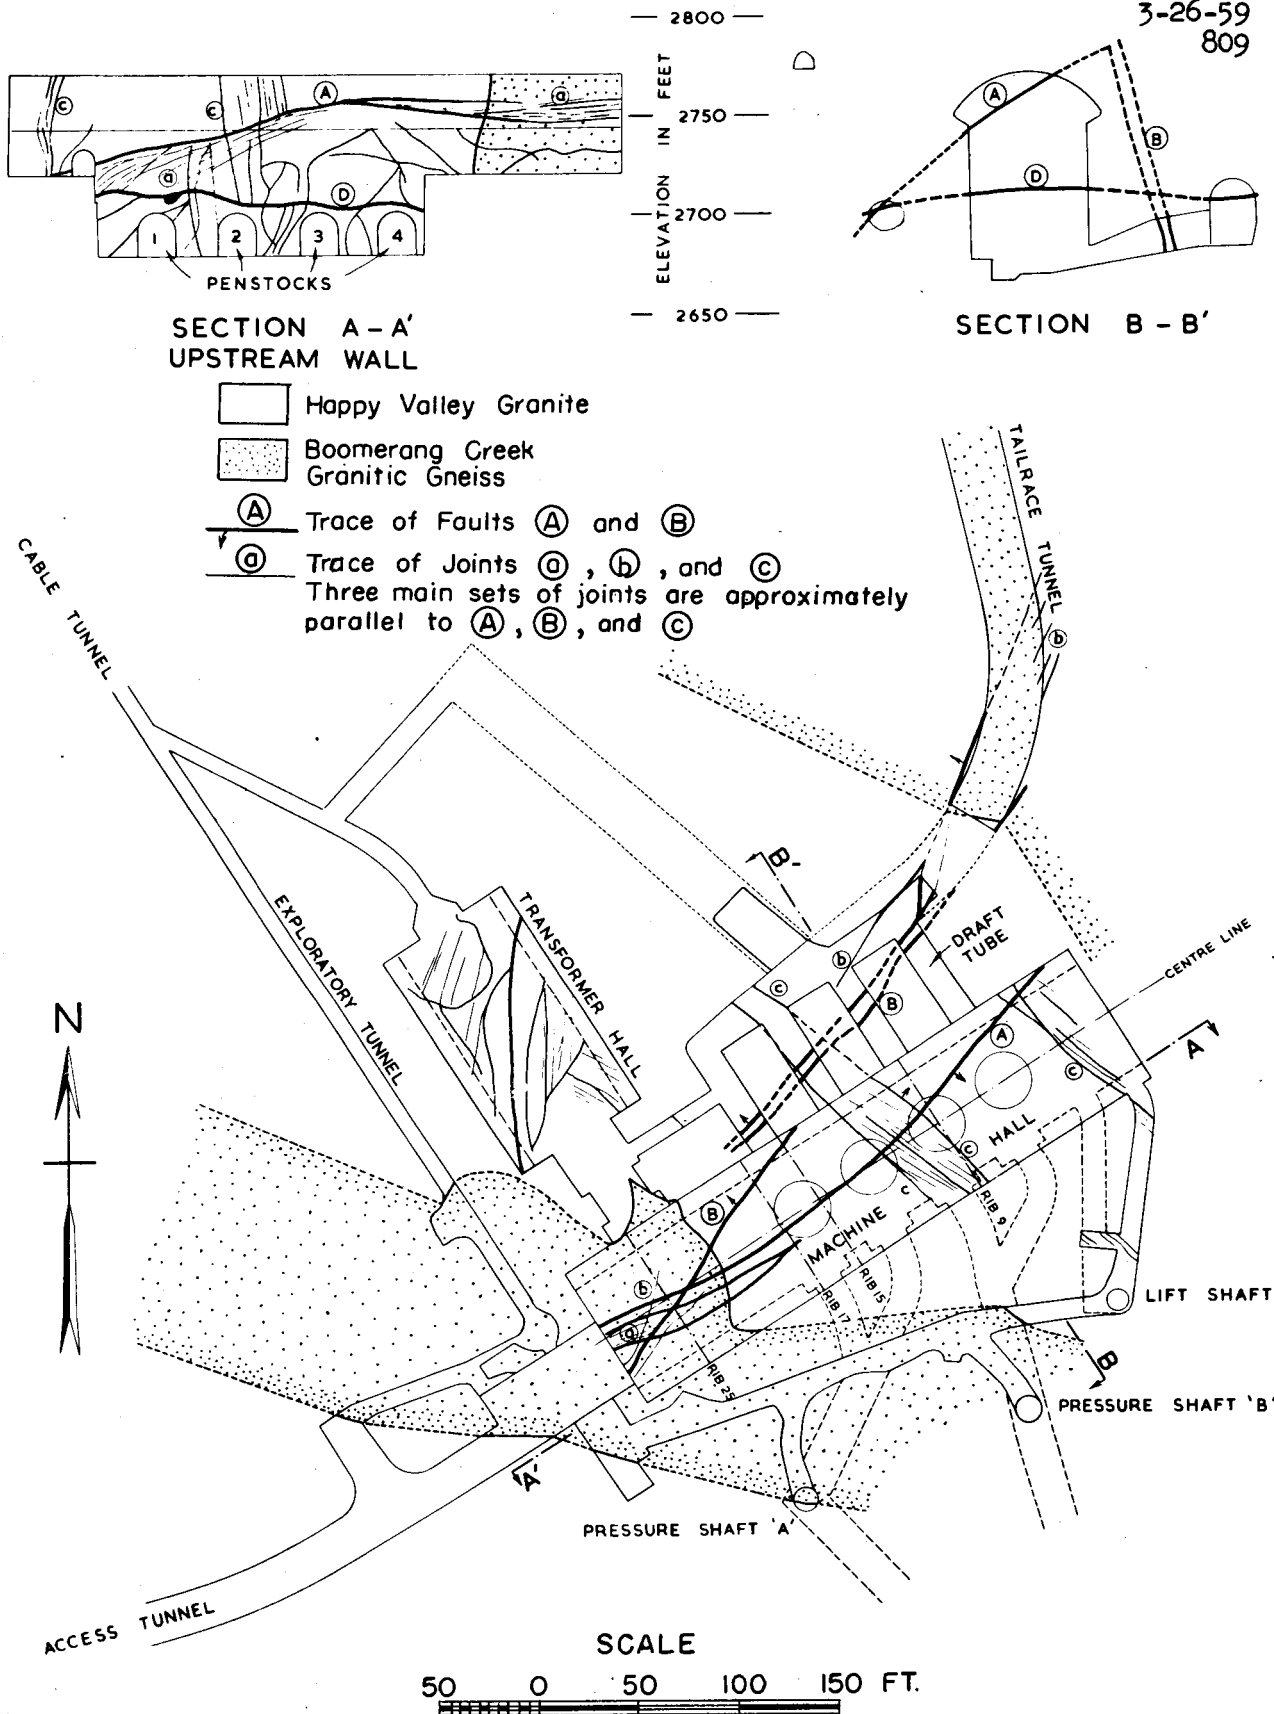 3-26-59
809
2800
2750
2700
2650
ELEVATION IN FEET
c
c
A
a
a
D
1 2 3 4
PENSTOCKS
SECTION A-A'
UPSTREAM WALL
A
B
D
SECTION B-B'
Happy Valley Granite
Boomerang Creek
Granitic Gneiss
A Trace of Faults A and B
a Trace of Joints a, b, and c
Three main sets of joints are approximately
parallel to A, B, and c
CABLE TUNNEL
TAILRACE TUNNEL
b
EXPLORATORY TUNNEL
TRANSFORMER HALL
B-
DRAFT
TUBE
CENTRE LINE
N
b
c
B
A
A
c
c
c
HALL
MACHINE
RIB 9
RIB 15
RIB 17
RIB 25
B
b
a
LIFT SHAFT
B
PRESSURE SHAFT 'B'
A'
PRESSURE SHAFT 'A'
ACCESS TUNNEL
SCALE
50 0 50 100 150 FT.